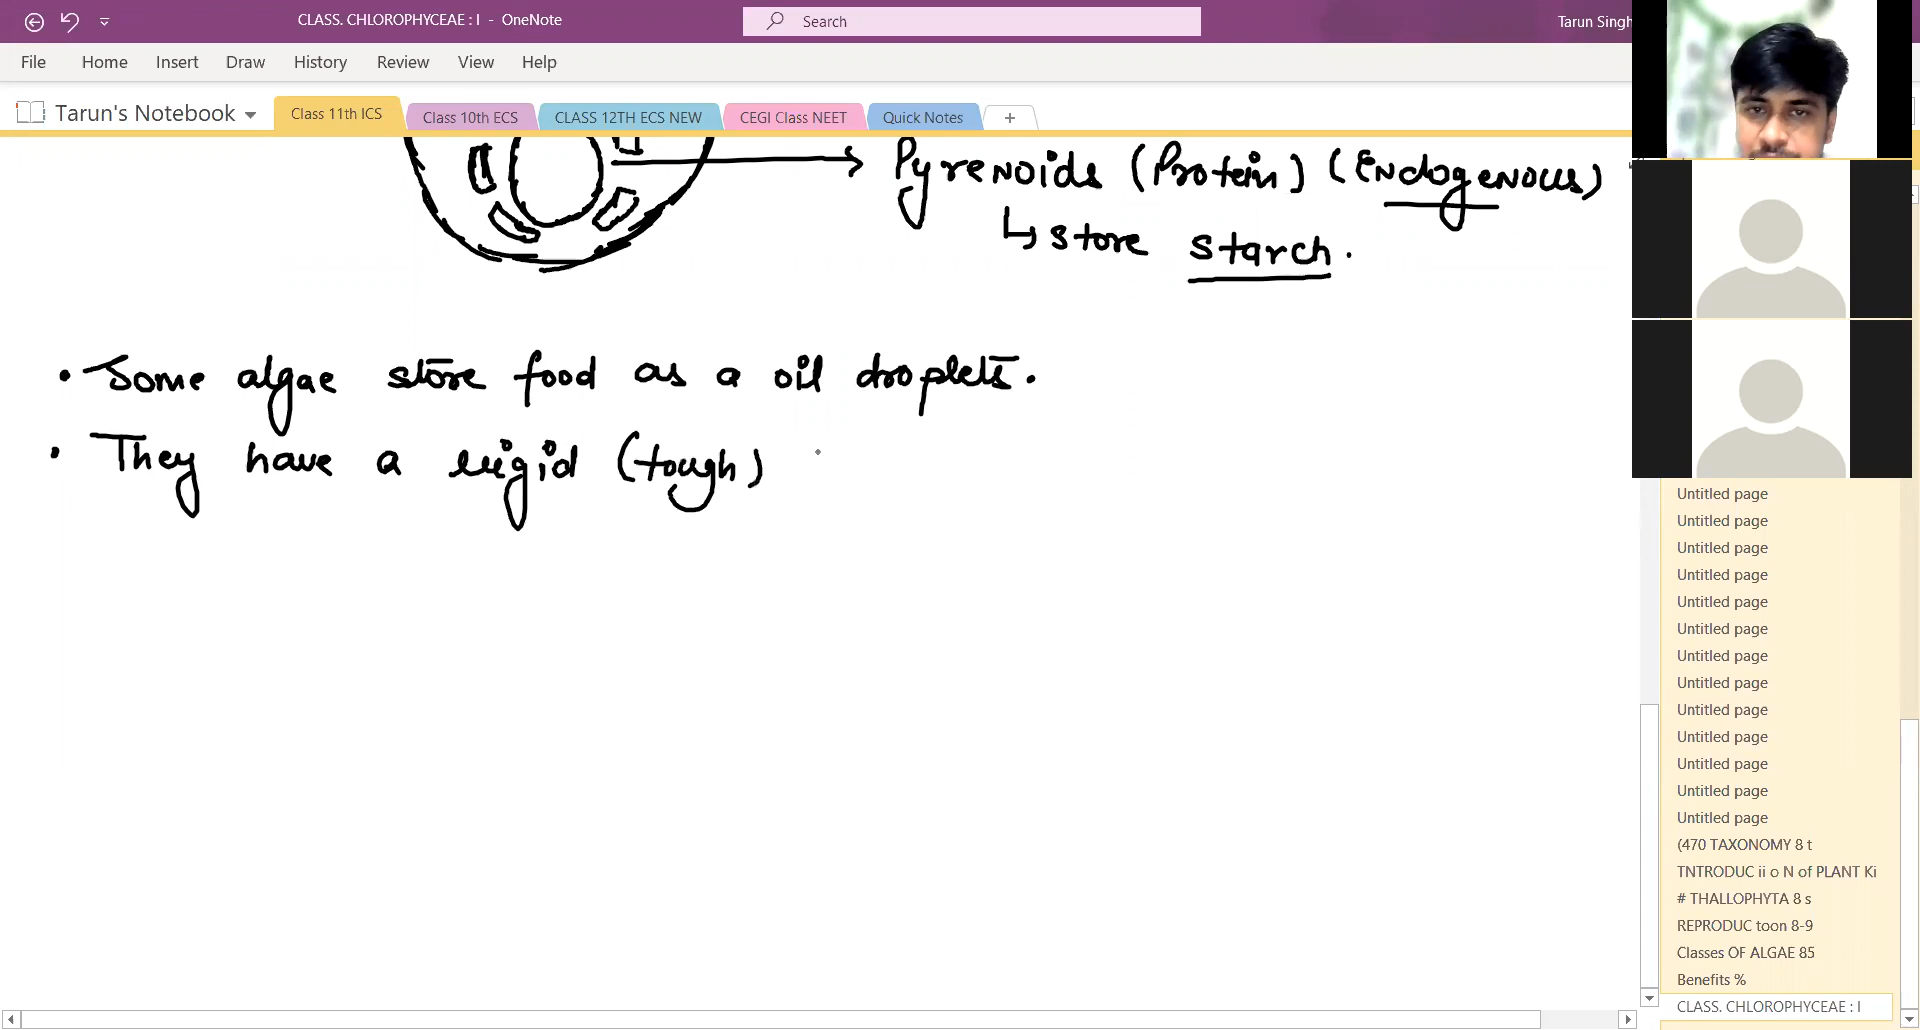 CLASS. CHLOROPHYCEAE : I - OneNote
Search
Tarun Singh
File Home Insert Draw History Review View Help
Tarun's Notebook
Class 11th ICS
Class 10th ECS
CLASS 12TH ECS NEW
CEGI Class NEET
Quick Notes
+
Pyrenoids (Protein) (Endogenous)
↳ store starch.
• Some algae store food as a oil droplets.
• They have a rigid (tough)
Untitled page
Untitled page
Untitled page
Untitled page
Untitled page
Untitled page
Untitled page
Untitled page
Untitled page
Untitled page
Untitled page
Untitled page
Untitled page
(470 TAXONOMY 8 t
TNTRODUC ii o N of PLANT Ki
# THALLOPHYTA 8 s
REPRODUC toon 8-9
Classes OF ALGAE 85
Benefits %
CLASS. CHLOROPHYCEAE : I